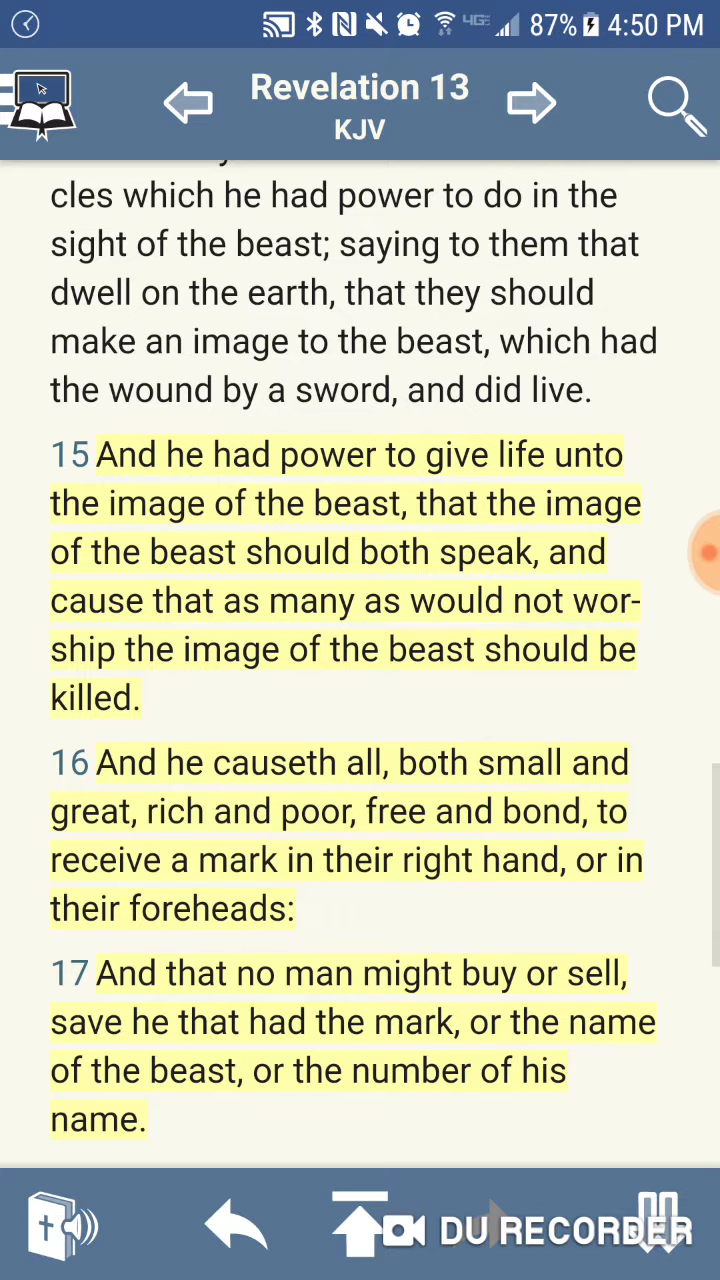 4GE 87% 4:50 PM
Revelation 13
KJV
cles which he had power to do in the
sight of the beast; saying to them that
dwell on the earth, that they should
make an image to the beast, which had
the wound by a sword, and did live.
15 And he had power to give life unto
the image of the beast, that the image
of the beast should both speak, and
cause that as many as would not wor-
ship the image of the beast should be
killed.
16 And he causeth all, both small and
great, rich and poor, free and bond, to
receive a mark in their right hand, or in
their foreheads:
17 And that no man might buy or sell,
save he that had the mark, or the name
of the beast, or the number of his
name.
DU RECORDER